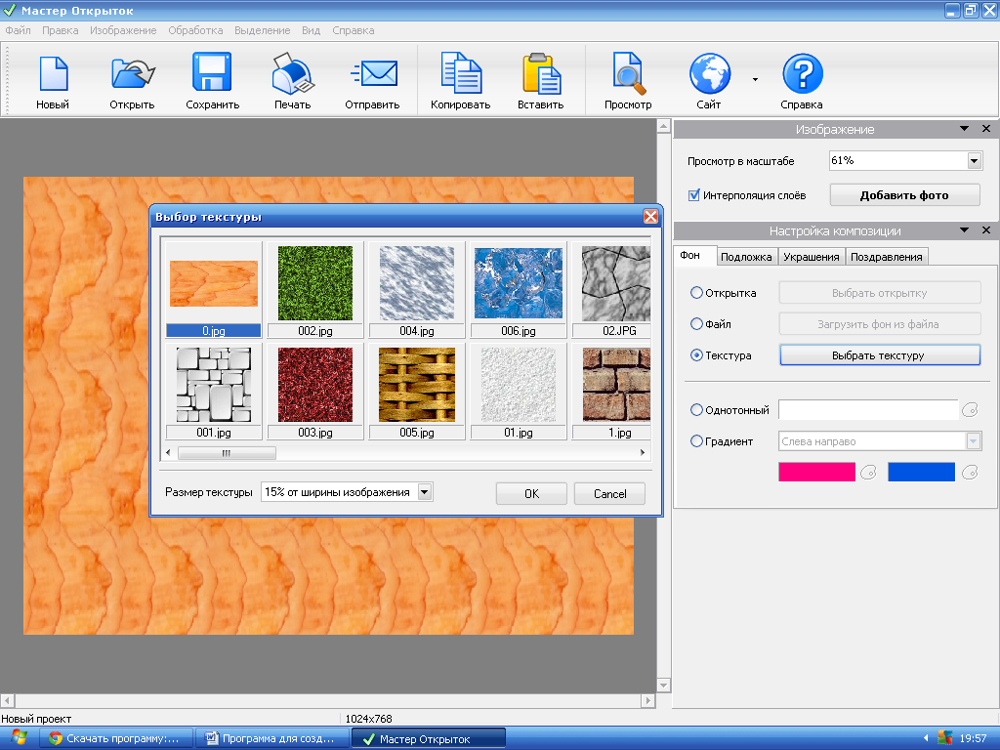 Мастер Открыток
Файл Правка Изображение Обработка Выделение Вид Справка
Новый Открыть Сохранить Печать Отправить Копировать Вставить Просмотр Сайт Справка
Изображение
Просмотр в масштабе 61%
Интерполяция слоёв Добавить фото
Настройка композиции
Фон Подложка Украшения Поздравления
Открытка Выбрать открытку
Файл Загрузить фон из файла
Текстура Выбрать текстуру
Однотонный
Градиент Слева направо
Выбор текстуры
0.jpg 002.jpg 004.jpg 006.jpg 02.JPG
001.jpg 003.jpg 005.jpg 01.jpg 1.jpg
Размер текстуры 15% от ширины изображения OK Cancel
Новый проект 1024x768
Скачать программу:... Программа для созд... Мастер Открыток 19:57